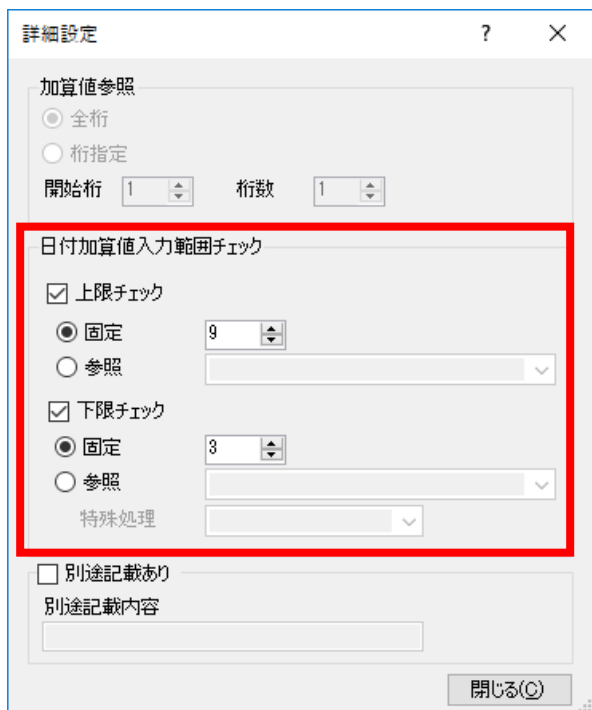 詳細設定 ?
加算値参照
全桁
桁指定
開始桁 1 桁数 1
日付加算値入力範囲チェック
上限チェック
固定 9
参照
下限チェック
固定 3
参照
特殊処理
別途記載あり
別途記載内容
閉じる(C)